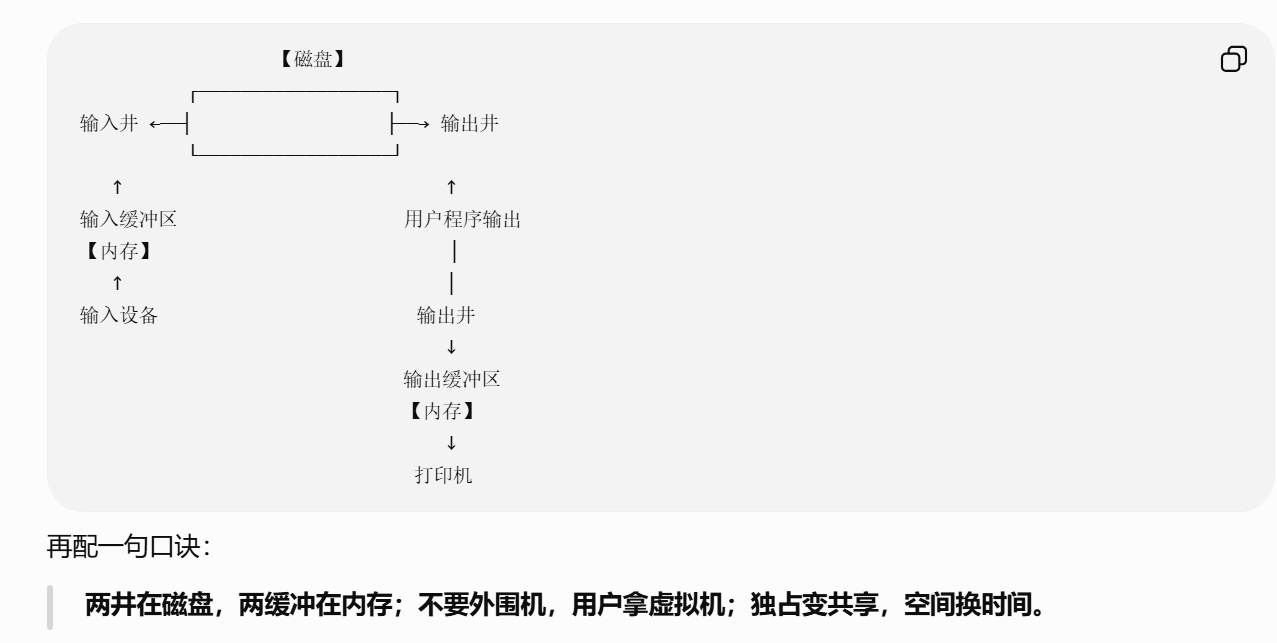 【磁盘】
┌──────────────────┐
输入井 ←──┤ ├──→ 输出井
└──────────────────┘
↑ ↑
输入缓冲区 用户程序输出
【内存】 │
↑ │
输入设备 输出井
↓
输出缓冲区
【内存】
↓
打印机
再配一句口诀：
两井在磁盘，两缓冲在内存；不要外围机，用户拿虚拟机；独占变共享，空间换时间。